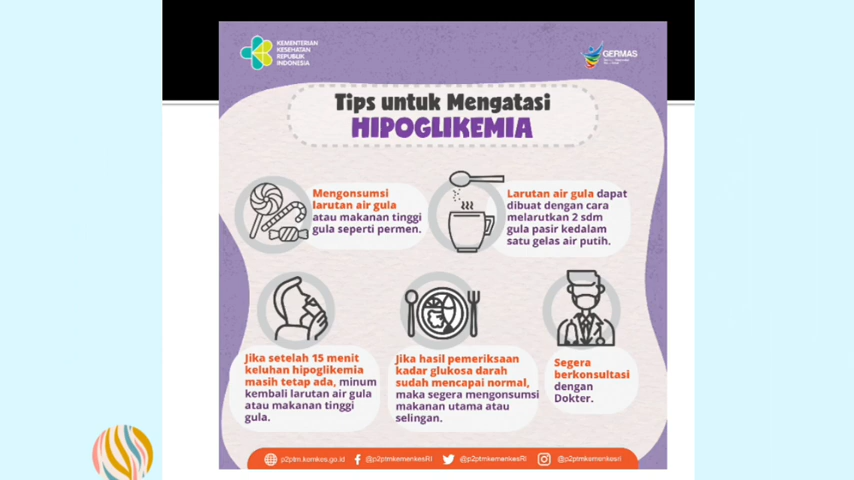 KEMENTERIAN
KESEHATAN
REPUBLIK
INDONESIA
GERMAS
Tips untuk Mengatasi
HIPOGLIKEMIA
Mengonsumsi
larutan air gula
atau makanan tinggi
gula seperti permen.
Larutan air gula dapat
dibuat dengan cara
melarutkan 2 sdm
gula pasir kedalam
satu gelas air putih.
Jika setelah 15 menit
keluhan hipoglikemia
masih tetap ada, minum
kembali larutan air gula
atau makanan tinggi
gula.
Jika hasil pemeriksaan
kadar glukosa darah
sudah mencapai normal,
maka segera mengonsumsi
makanan utama atau
selingan.
Segera
berkonsultasi
dengan
Dokter.
p2ptm.kemkes.go.id @p2ptmkemenkesRI @p2ptmkemenkesRI @p2ptmkemenkesri